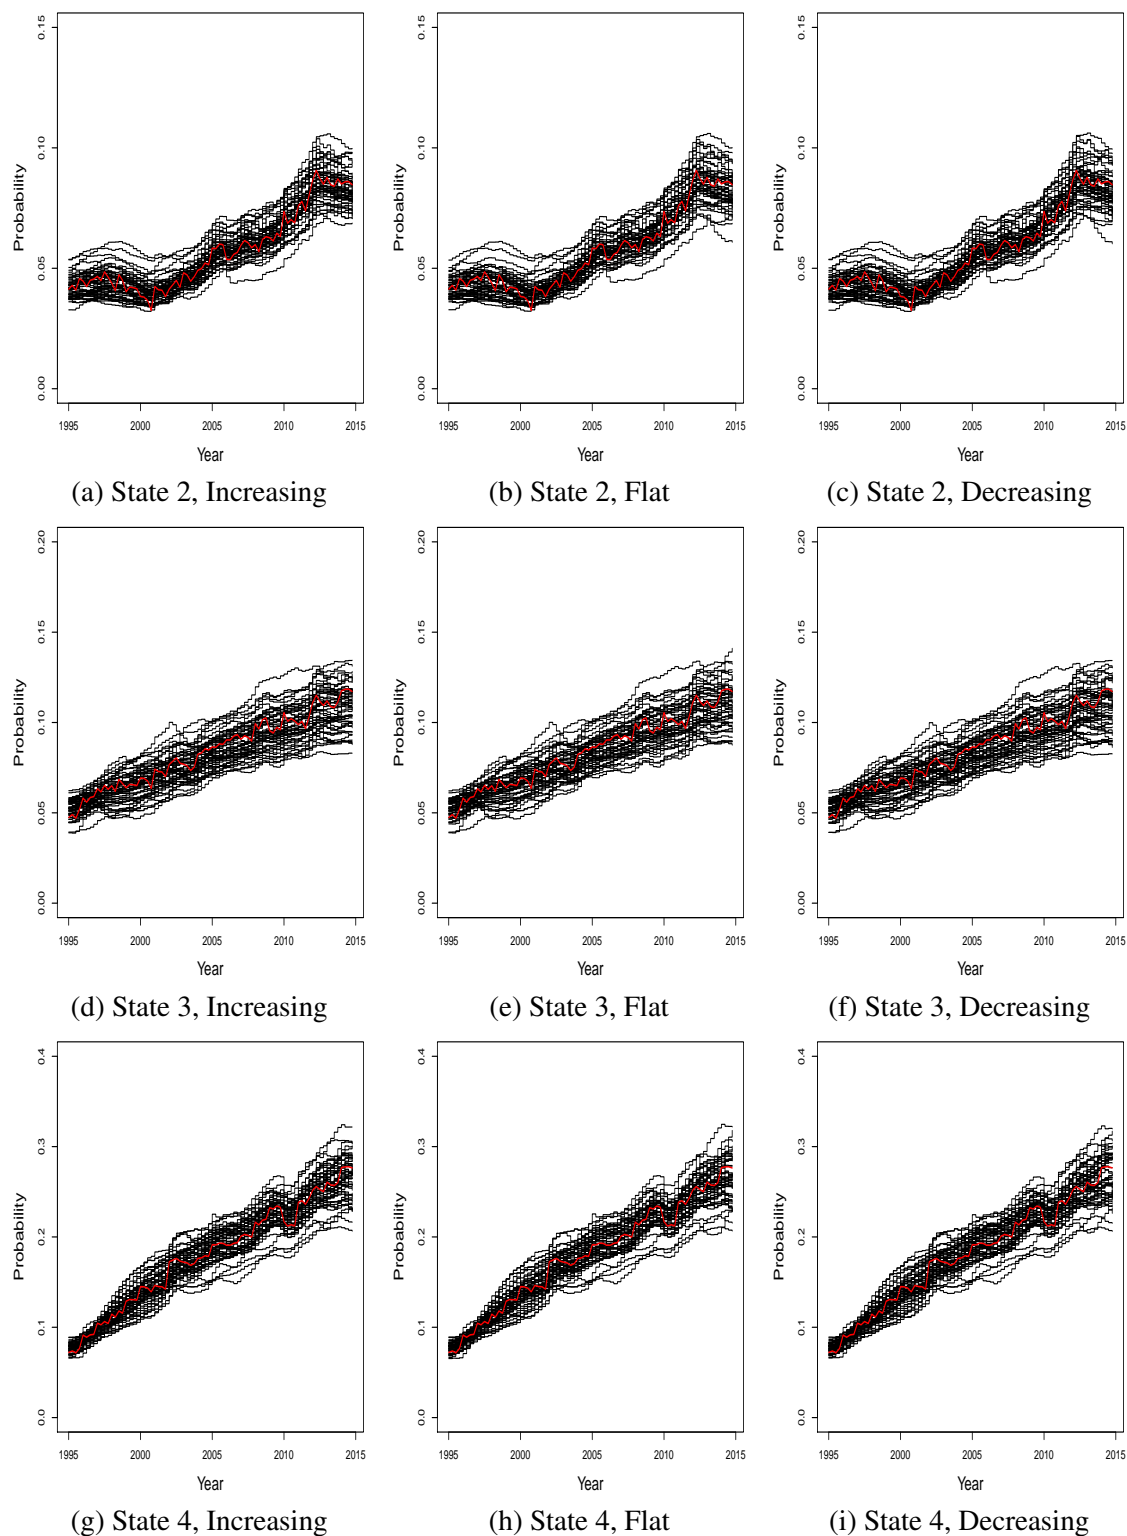 0.15 0.15 0.15
0.10 0.10 0.10
Probability Probability Probability
0.05 0.05 0.05
0.00 0.00 0.00
1995 2000 2005 2010 2015 1995 2000 2005 2010 2015 1995 2000 2005 2010 2015
Year Year Year
(a) State 2, Increasing (b) State 2, Flat (c) State 2, Decreasing
0.20 0.20 0.20
0.15 0.15 0.15
Probability Probability Probability
0.10 0.10 0.10
0.05 0.05 0.05
0.00 0.00 0.00
1995 2000 2005 2010 2015 1995 2000 2005 2010 2015 1995 2000 2005 2010 2015
Year Year Year
(d) State 3, Increasing (e) State 3, Flat (f) State 3, Decreasing
0.4 0.4 0.4
0.3 0.3 0.3
Probability Probability Probability
0.2 0.2 0.2
0.1 0.1 0.1
0.0 0.0 0.0
1995 2000 2005 2010 2015 1995 2000 2005 2010 2015 1995 2000 2005 2010 2015
Year Year Year
(g) State 4, Increasing (h) State 4, Flat (i) State 4, Decreasing